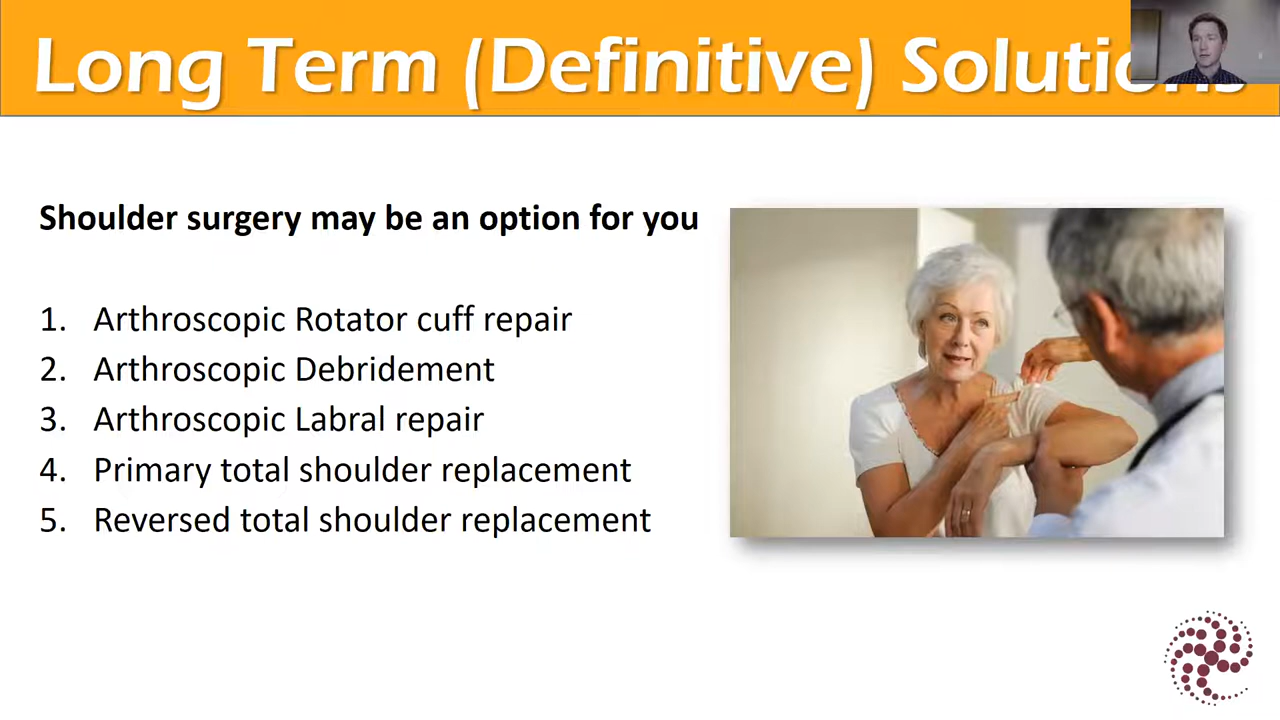 Long Term (Definitive) Solutions
Shoulder surgery may be an option for you
1. Arthroscopic Rotator cuff repair
2. Arthroscopic Debridement
3. Arthroscopic Labral repair
4. Primary total shoulder replacement
5. Reversed total shoulder replacement